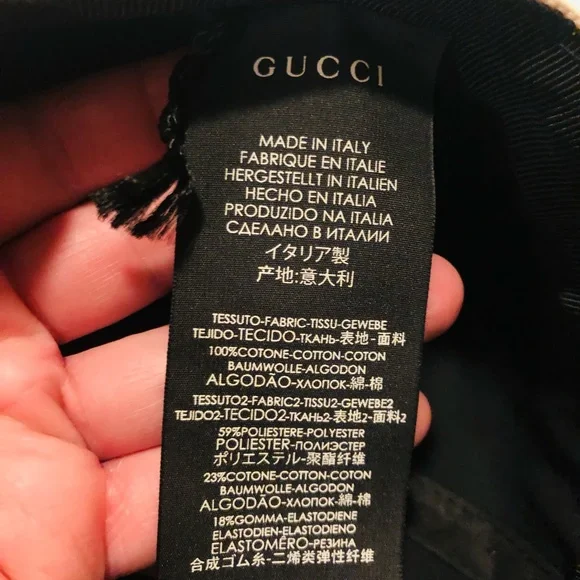 GUCCI
MADE IN ITALY
FABRIQUE EN ITALIE
HERGESTELLT IN ITALIEN
HECHO EN ITALIA
PRODUZIDO NA ITALIA
СДЕЛАНО В ИТАЛИИ
イタリア製
产地:意大利
TESSUTO-FABRIC-TISSU-GEWEBE
TEJIDO-TECIDO-ТКАНЬ-表地-面料
100%COTONE-COTTON-COTON
BAUMWOLLE-ALGODON
ALGODÃO-ХЛОПОК-綿-棉
TESSUTO2-FABRIC2-TISSU2-GEWEBE2
TEJIDO2-TECIDO2-ТКАНЬ2-表地2-面料2
59%POLIESTERE-POLYESTER
POLIESTER-ПОЛИЭСТЕР
ポリエステル-聚酯纤维
23%COTONE-COTTON-COTON
BAUMWOLLE-ALGODON
ALGODÃO-ХЛОПОК-綿-棉
18%GOMMA-ELASTODIENE
ELASTODIEN-ELASTODIENO
ELASTOMÉRO-РЕЗИНА
合成ゴム糸-二烯类弹性纤维